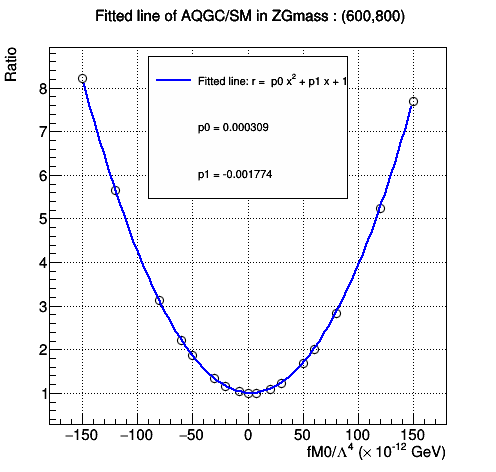 Fitted line of AQGC/SM in ZGmass : (600,800)
Ratio
Fitted line: r = p0 x² + p1 x + 1
p0 = 0.000309
p1 = -0.001774
8
7
6
5
4
3
2
1
−150 −100 −50 0 50 100 150
fM0/Λ⁴ (× 10⁻¹² GeV)